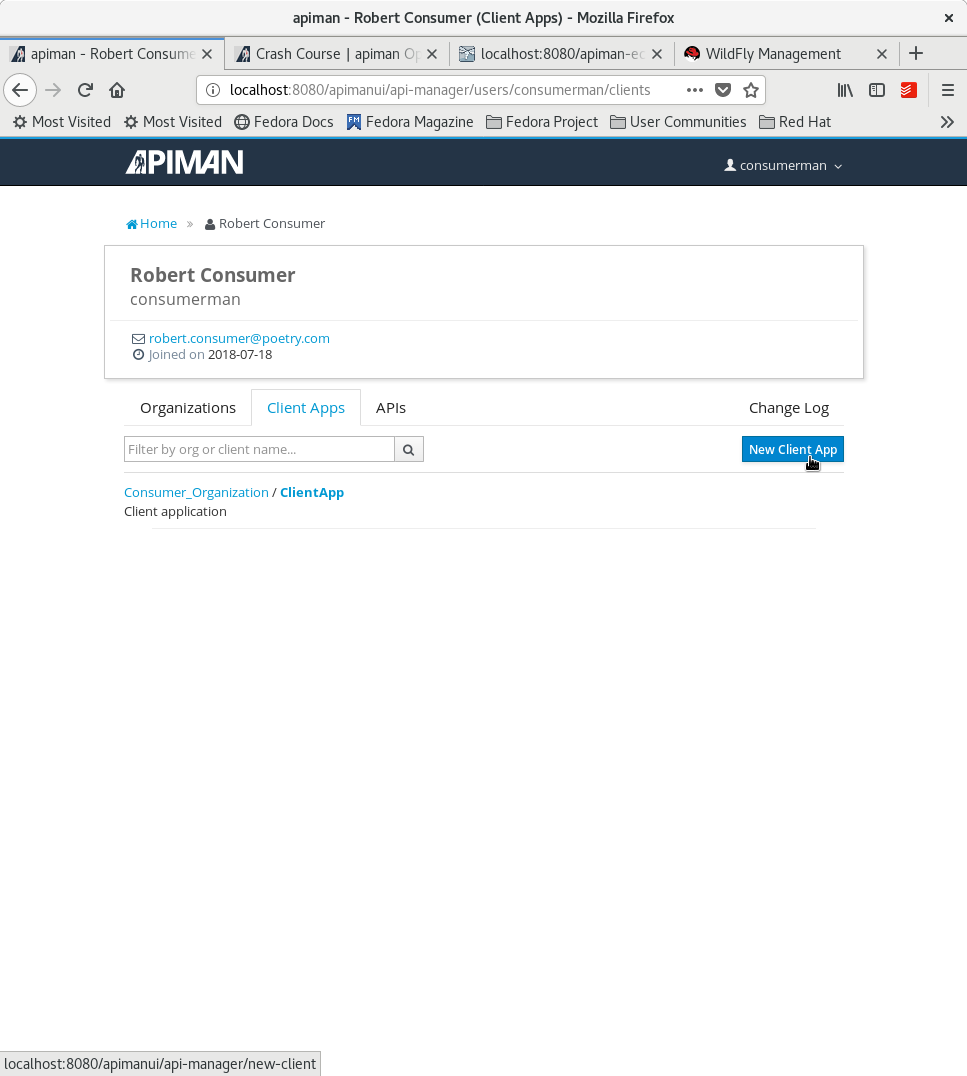 apiman - Robert Consumer (Client Apps) - Mozilla Firefox
apiman - Robert Consume Crash Course | apiman Op localhost:8080/apiman-ec WildFly Management
localhost:8080/apimanui/api-manager/users/consumerman/clients
Most Visited Most Visited Fedora Docs FM Fedora Magazine Fedora Project User Communities Red Hat
APIMAN consumerman
Home » Robert Consumer
Robert Consumer
consumerman
robert.consumer@poetry.com
Joined on 2018-07-18
Organizations Client Apps APIs Change Log
Filter by org or client name... New Client App
Consumer_Organization / ClientApp
Client application
localhost:8080/apimanui/api-manager/new-client